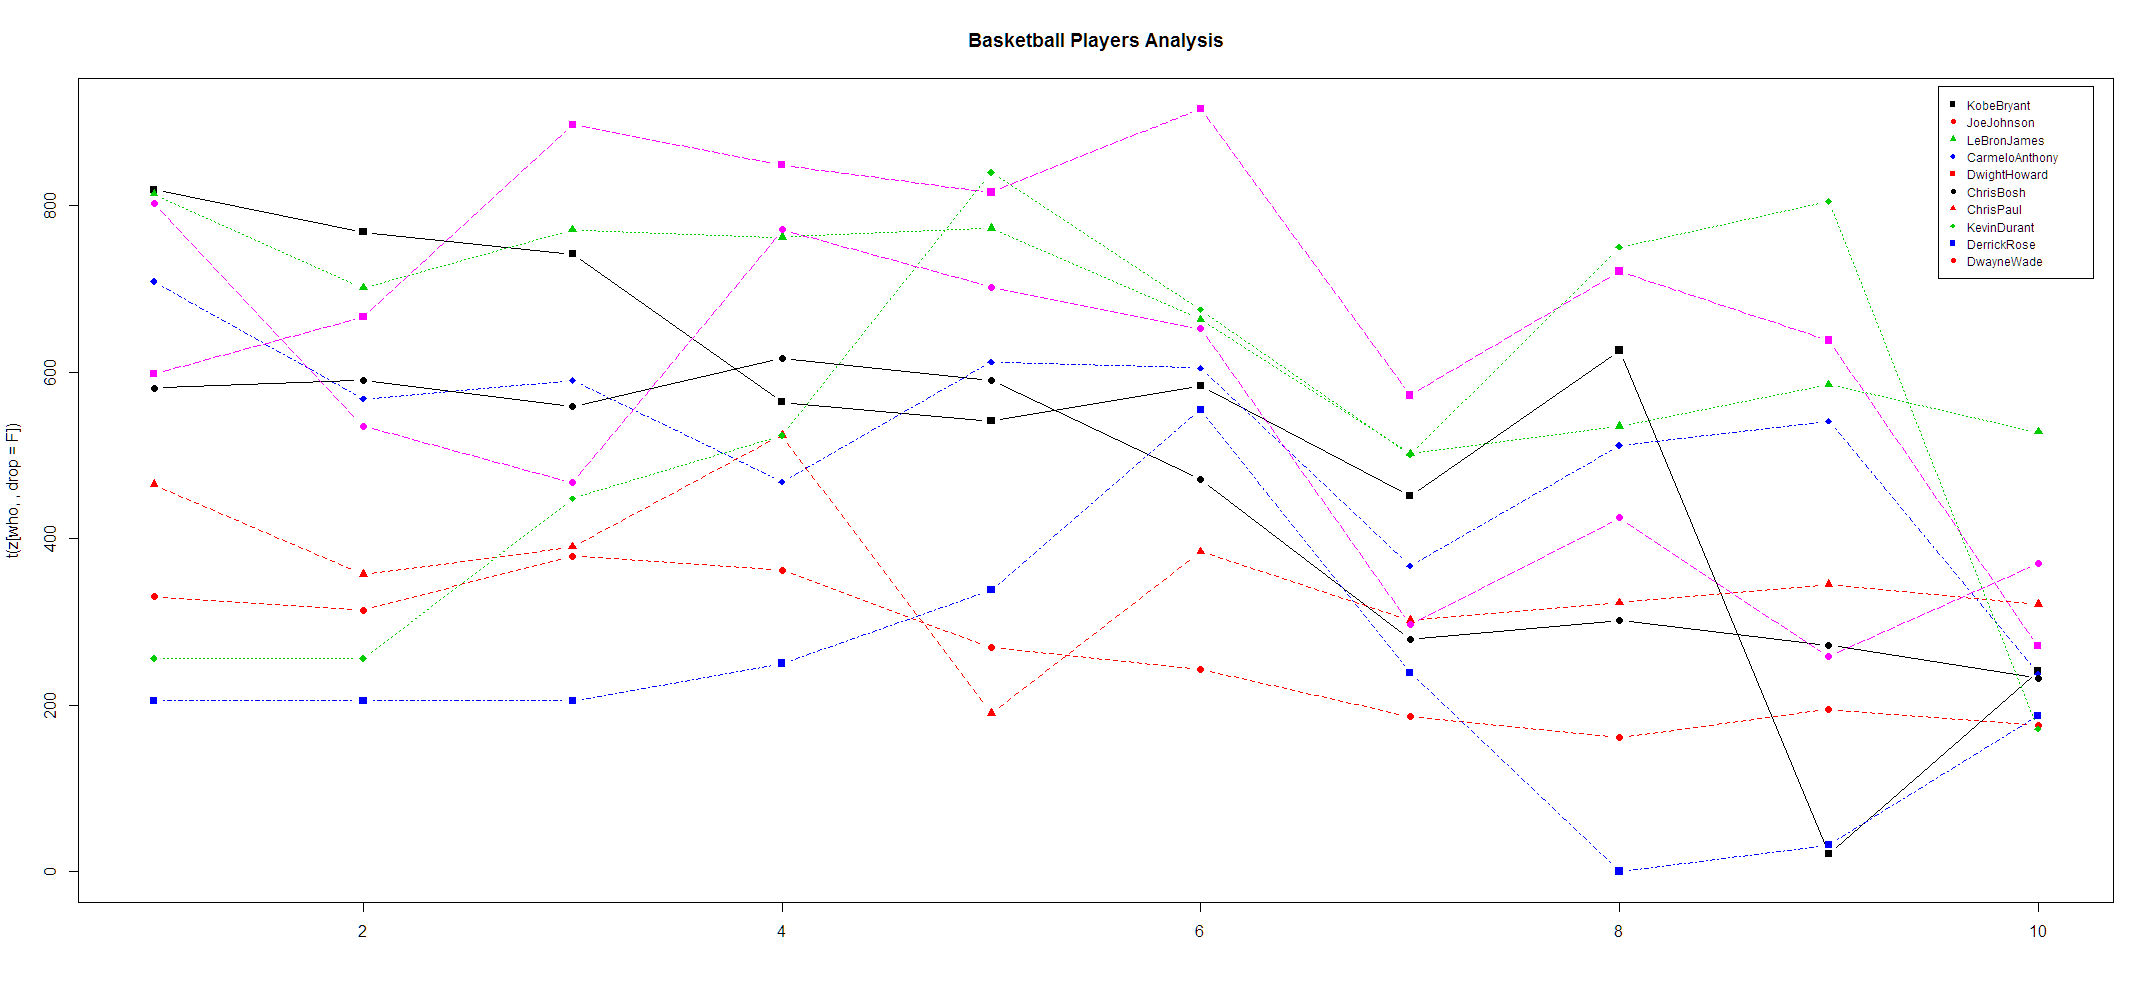 Basketball Players Analysis
KobeBryant
JoeJohnson
LeBronJames
CarmeloAnthony
DwightHoward
ChrisBosh
ChrisPaul
KevinDurant
DerrickRose
DwayneWade
t(z[who, , drop = F])
800
600
400
200
0
2 4 6 8 10